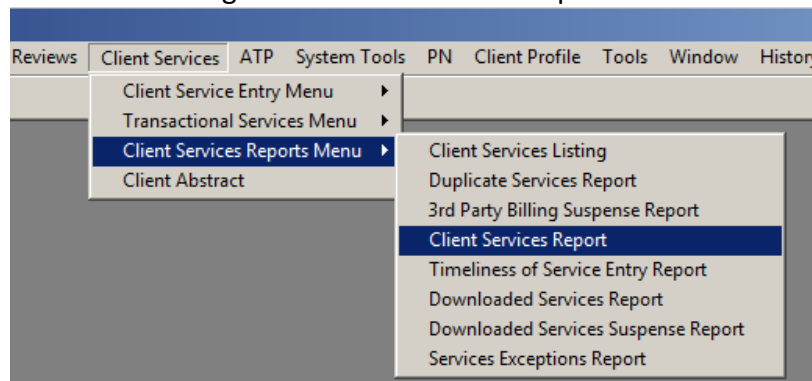 Reviews Client Services ATP System Tools PN Client Profile Tools Window History
Client Service Entry Menu
Transactional Services Menu
Client Services Reports Menu
Client Abstract
Client Services Listing
Duplicate Services Report
3rd Party Billing Suspense Report
Client Services Report
Timeliness of Service Entry Report
Downloaded Services Report
Downloaded Services Suspense Report
Services Exceptions Report